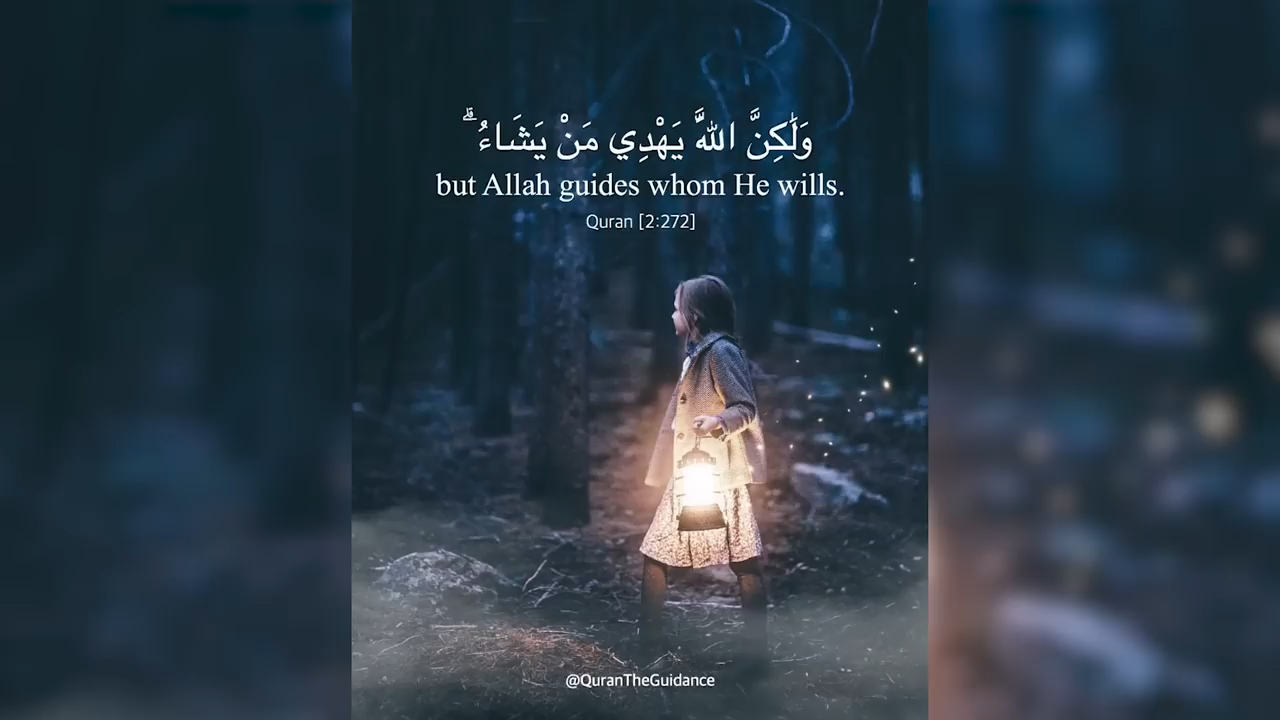 وَلَٰكِنَّ اللَّهَ يَهْدِي مَنْ يَشَاءُ ۗ
but Allah guides whom He wills.
Quran [2:272]
@QuranTheGuidance